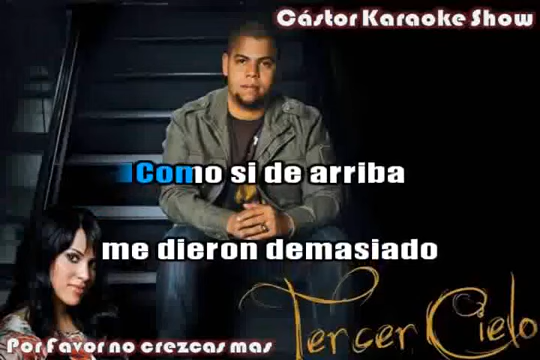 Cástor Karaoke Show
Como si de arriba
me dieron demasiado
Tercer Cielo
Por Favor no crezcas mas